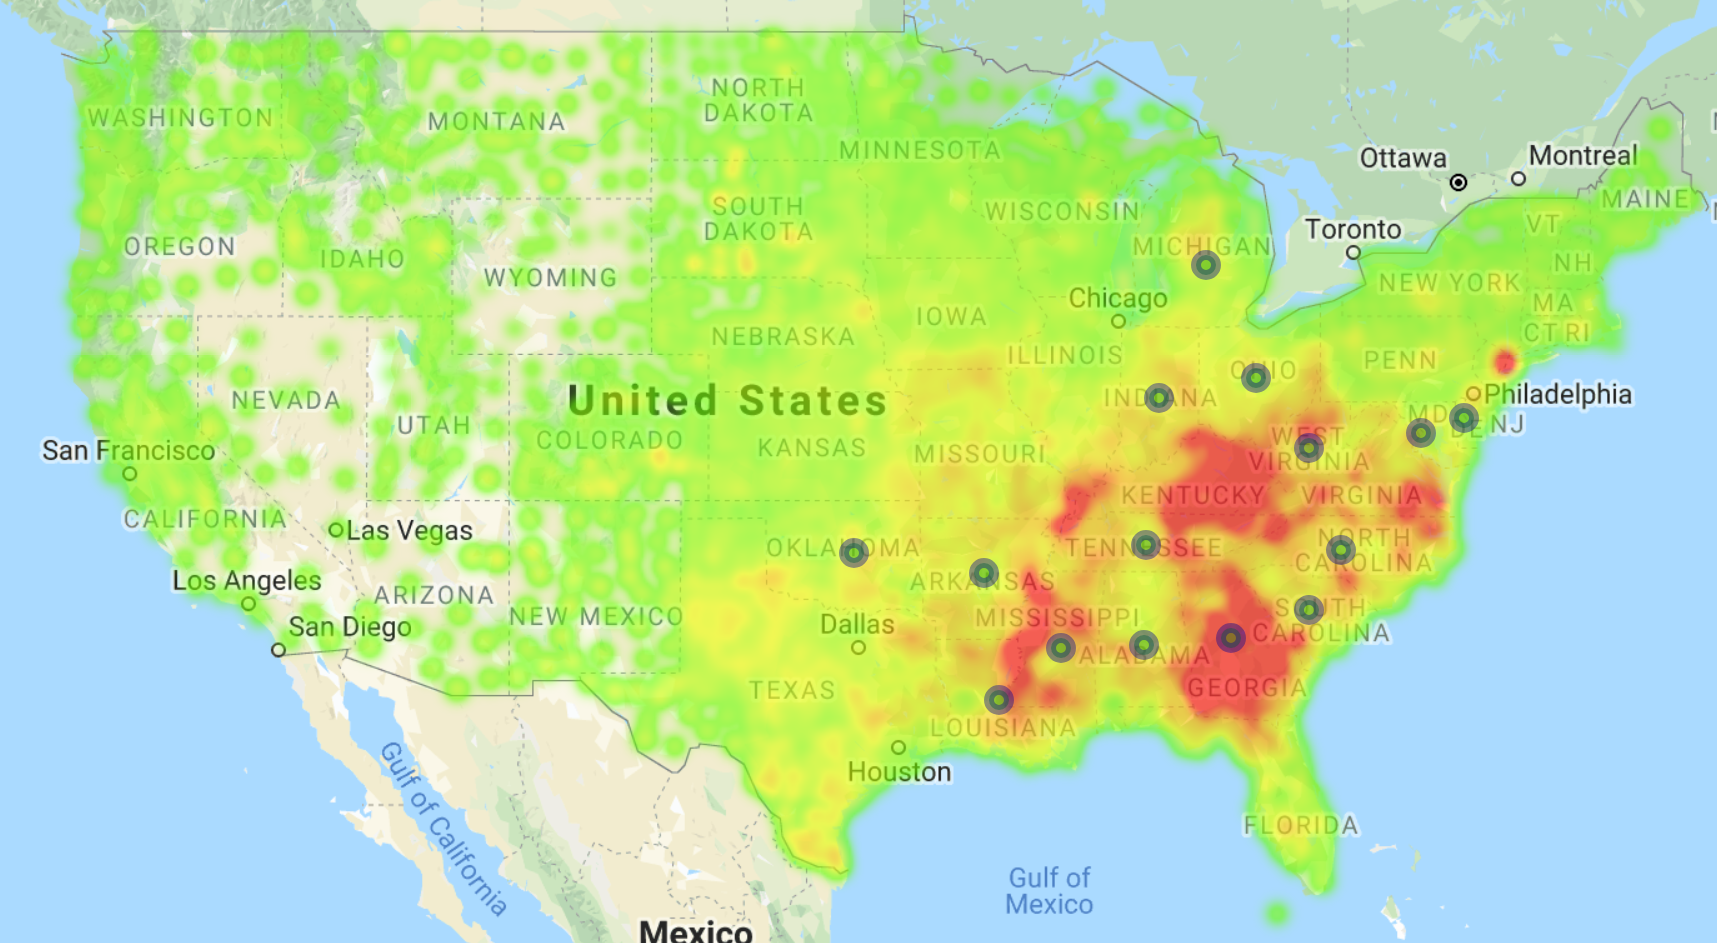 NORTH
DAKOTA
WASHINGTON
MONTANA
MINNESOTA
Ottawa
Montreal
MAINE
SOUTH
DAKOTA
WISCONSIN
VT
OREGON
IDAHO
MICHIGAN
Toronto
NH
WYOMING
NEW YORK
Chicago
MA
IOWA
NEBRASKA
CT RI
ILLINOIS
PENN
OHIO
United States
NEVADA
INDIANA
Philadelphia
UTAH
COLORADO
KANSAS
MD
DE NJ
San Francisco
MISSOURI
WEST
VIRGINIA
KENTUCKY
VIRGINIA
CALIFORNIA
Las Vegas
OKLAHOMA
TENNESSEE
NORTH
CAROLINA
Los Angeles
ARIZONA
ARKANSAS
NEW MEXICO
San Diego
Dallas
MISSISSIPPI
SOUTH
CAROLINA
ALABAMA
TEXAS
GEORGIA
LOUISIANA
Houston
Gulf of California
FLORIDA
Gulf of
Mexico
Mexico